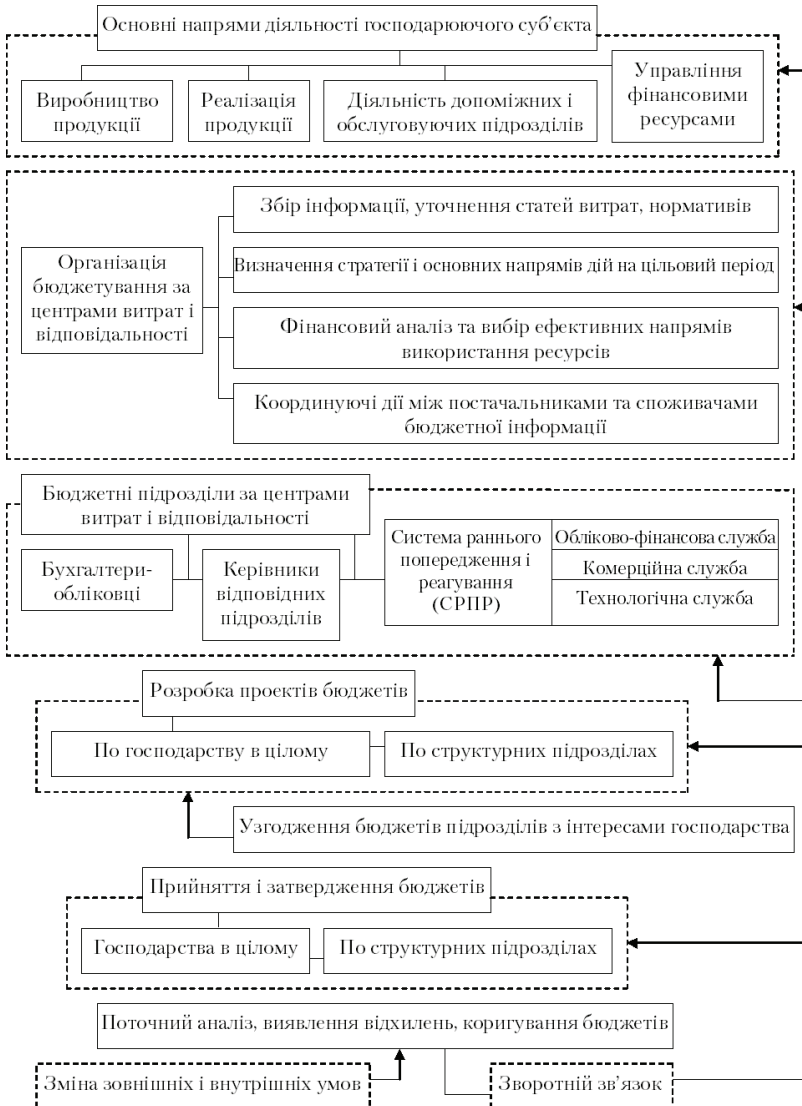 Основні напрями діяльності господарюючого суб’єкта
Виробництво
продукції
Реалізація
продукції
Діяльність допоміжних і
обслуговуючих підрозділів
Управління
фінансовими
ресурсами
Організація
бюджетування за
центрами витрат і
відповідальності
Збір інформації, уточнення статей витрат, нормативів
Визначення стратегії і основних напрямів дій на цільовий період
Фінансовий аналіз та вибір ефективних напрямів
використання ресурсів
Координуючі дії між постачальниками та споживачами
бюджетної інформації
Бюджетні підрозділи за центрами
витрат і відповідальності
Бухгалтери-
обліковці
Керівники
відповідних
підрозділів
Система раннього
попередження і
реагування
(СРПР)
Обліково-фінансова служба
Комерційна служба
Технологічна служба
Розробка проектів бюджетів
По господарству в цілому
По структурних підрозділах
Узгодження бюджетів підрозділів з інтересами господарства
Прийняття і затвердження бюджетів
Господарства в цілому
По структурних підрозділах
Поточний аналіз, виявлення відхилень, коригування бюджетів
Зміна зовнішніх і внутрішніх умов
Зворотній зв’язок